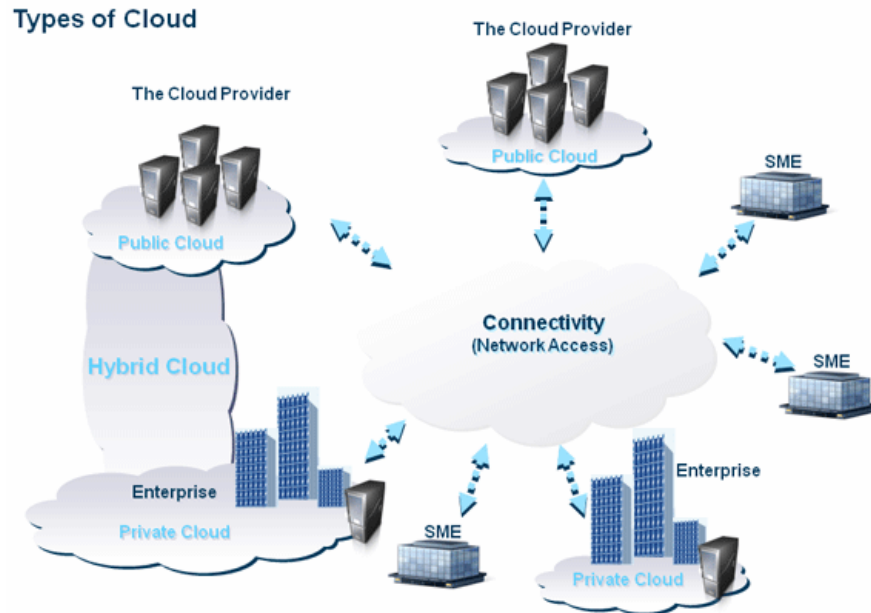 Types of Cloud
The Cloud Provider
The Cloud Provider
Public Cloud
SME
Public Cloud
Connectivity
(Network Access)
Hybrid Cloud
SME
Enterprise
Enterprise
Private Cloud
SME
Private Cloud